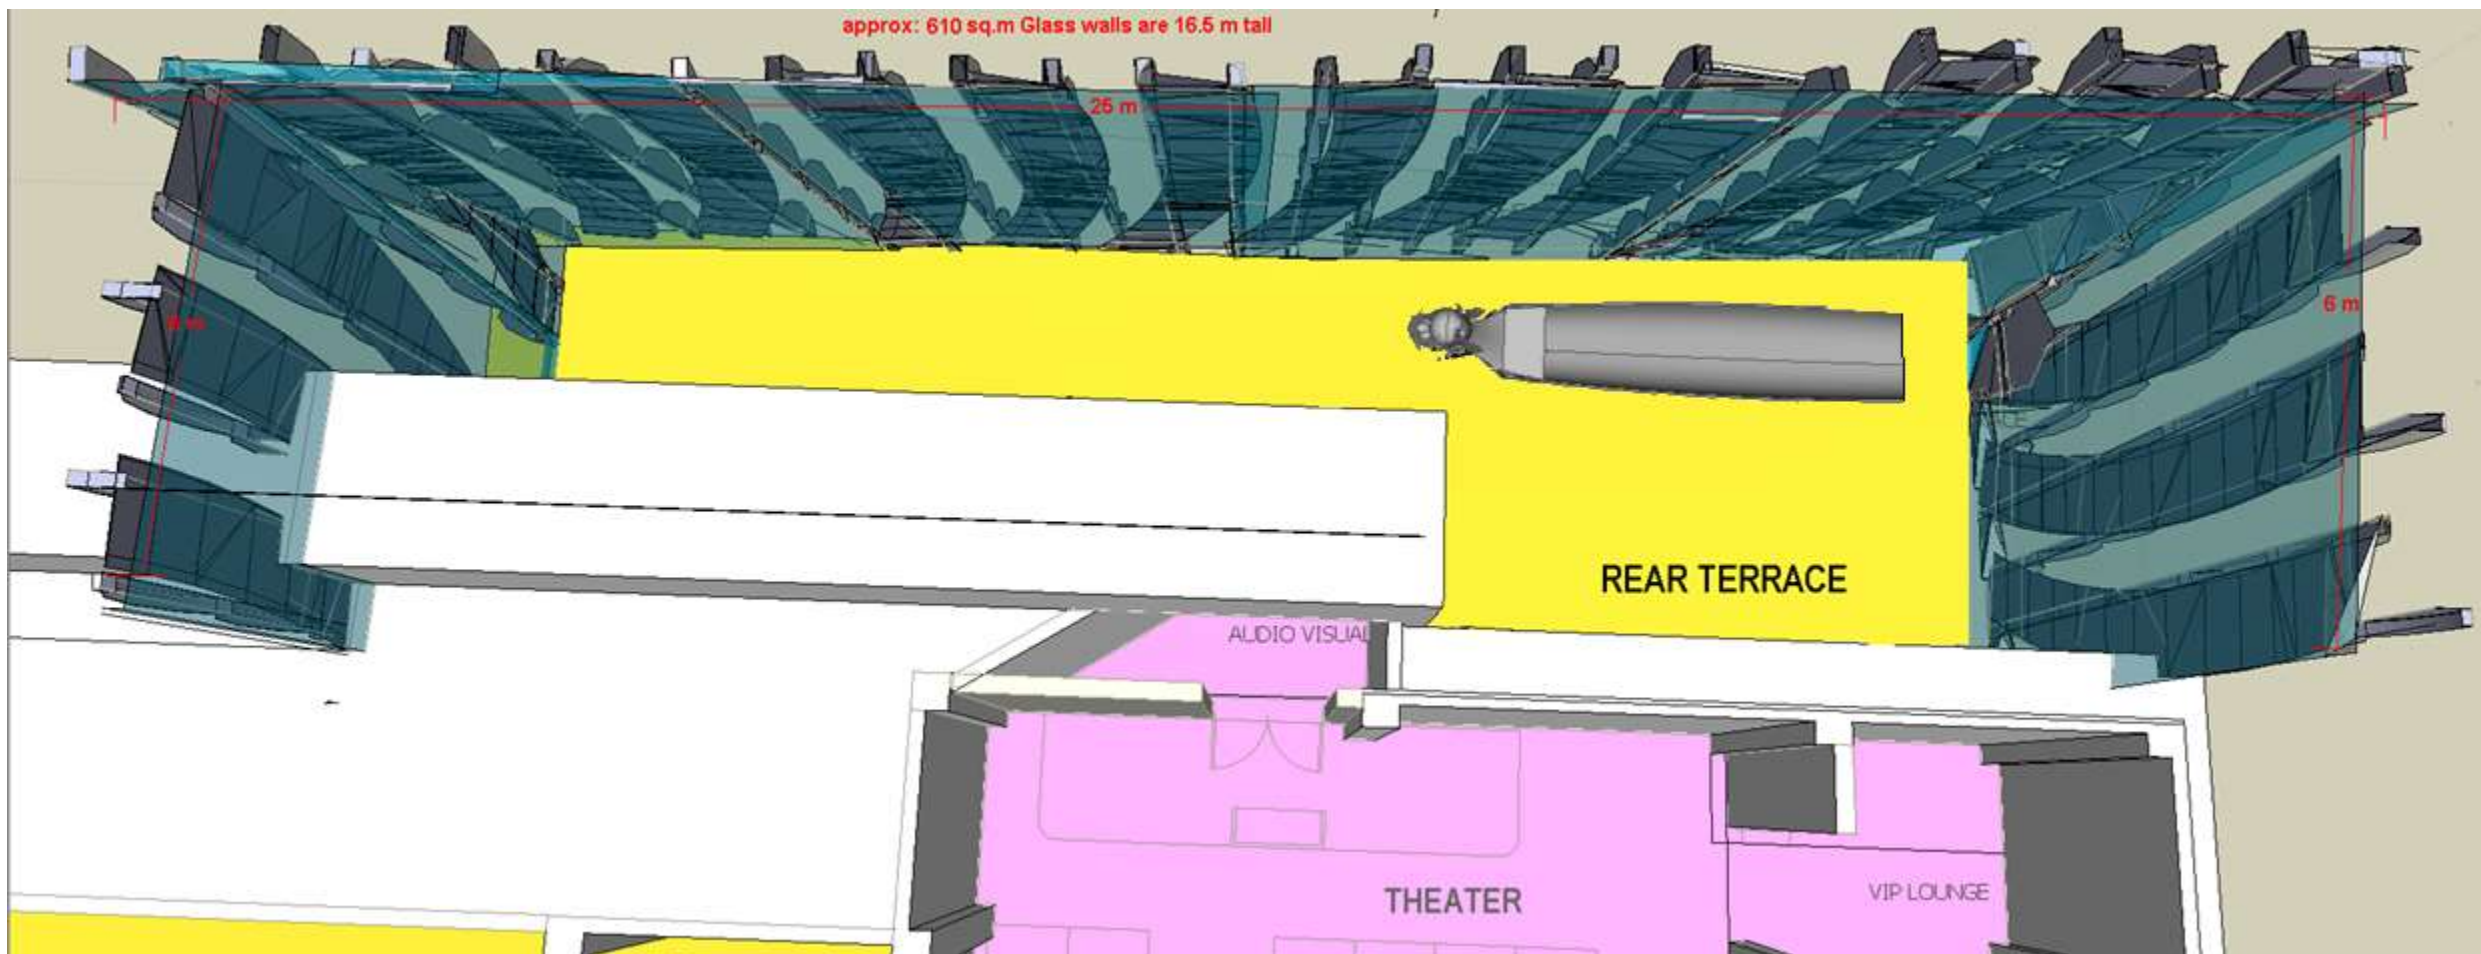 approx: 610 sq.m Glass walls are 16.5 m tall
25 m
6 m
REAR TERRACE
AUDIO VISUAL
THEATER
VIP LOUNGE